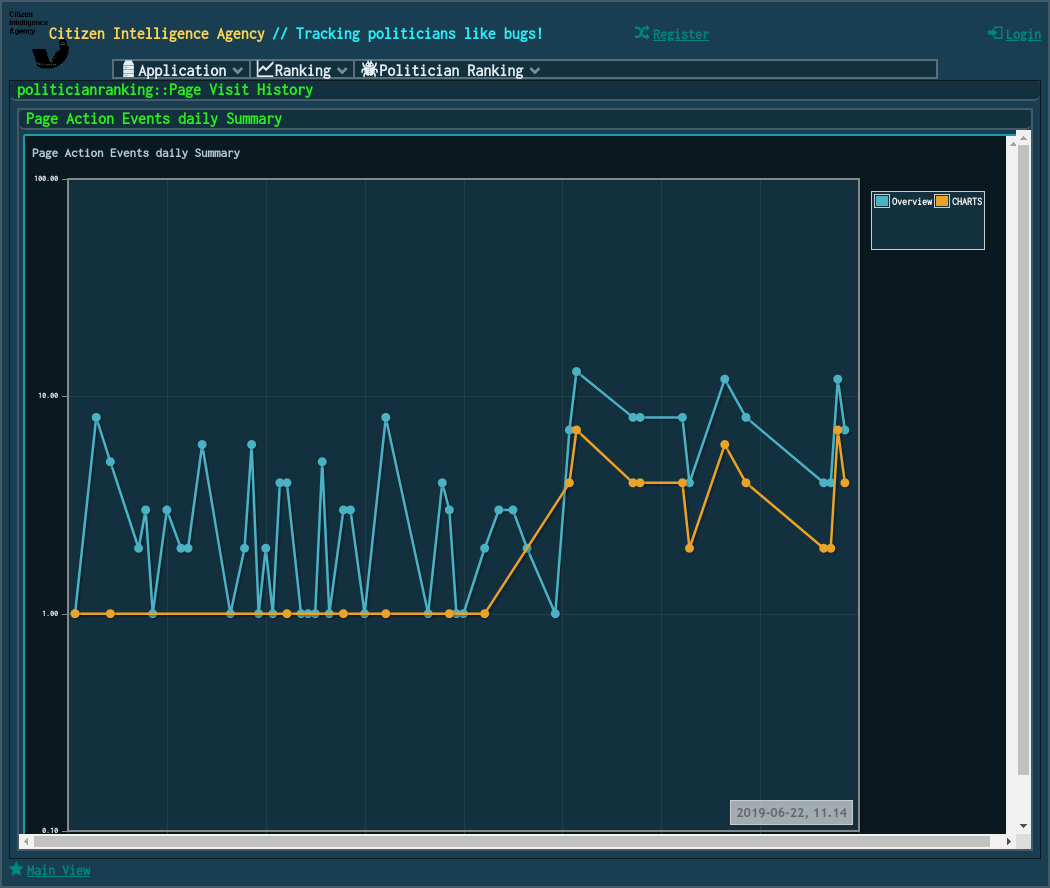 Citizen
Intelligence
Agency
Citizen Intelligence Agency // Tracking politicians like bugs!
Register
Login
Application
Ranking
Politician Ranking
politicianranking::Page Visit History
Page Action Events daily Summary
Page Action Events daily Summary
100.00
Overview
CHARTS
10.00
1.00
0.10
2019-06-22, 11.14
Main View